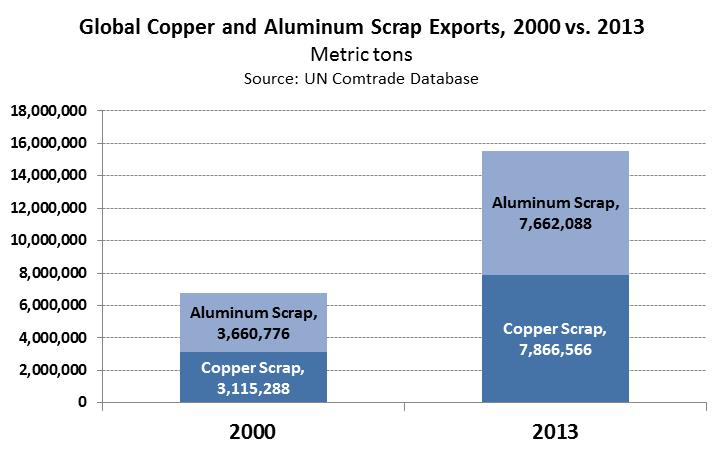 Global Copper and Aluminum Scrap Exports, 2000 vs. 2013
Metric tons
Source: UN Comtrade Database
18,000,000
16,000,000
14,000,000
12,000,000
10,000,000
8,000,000
6,000,000
4,000,000
2,000,000
0
Aluminum Scrap,
3,660,776
Copper Scrap,
3,115,288
Aluminum Scrap,
7,662,088
Copper Scrap,
7,866,566
2000
2013